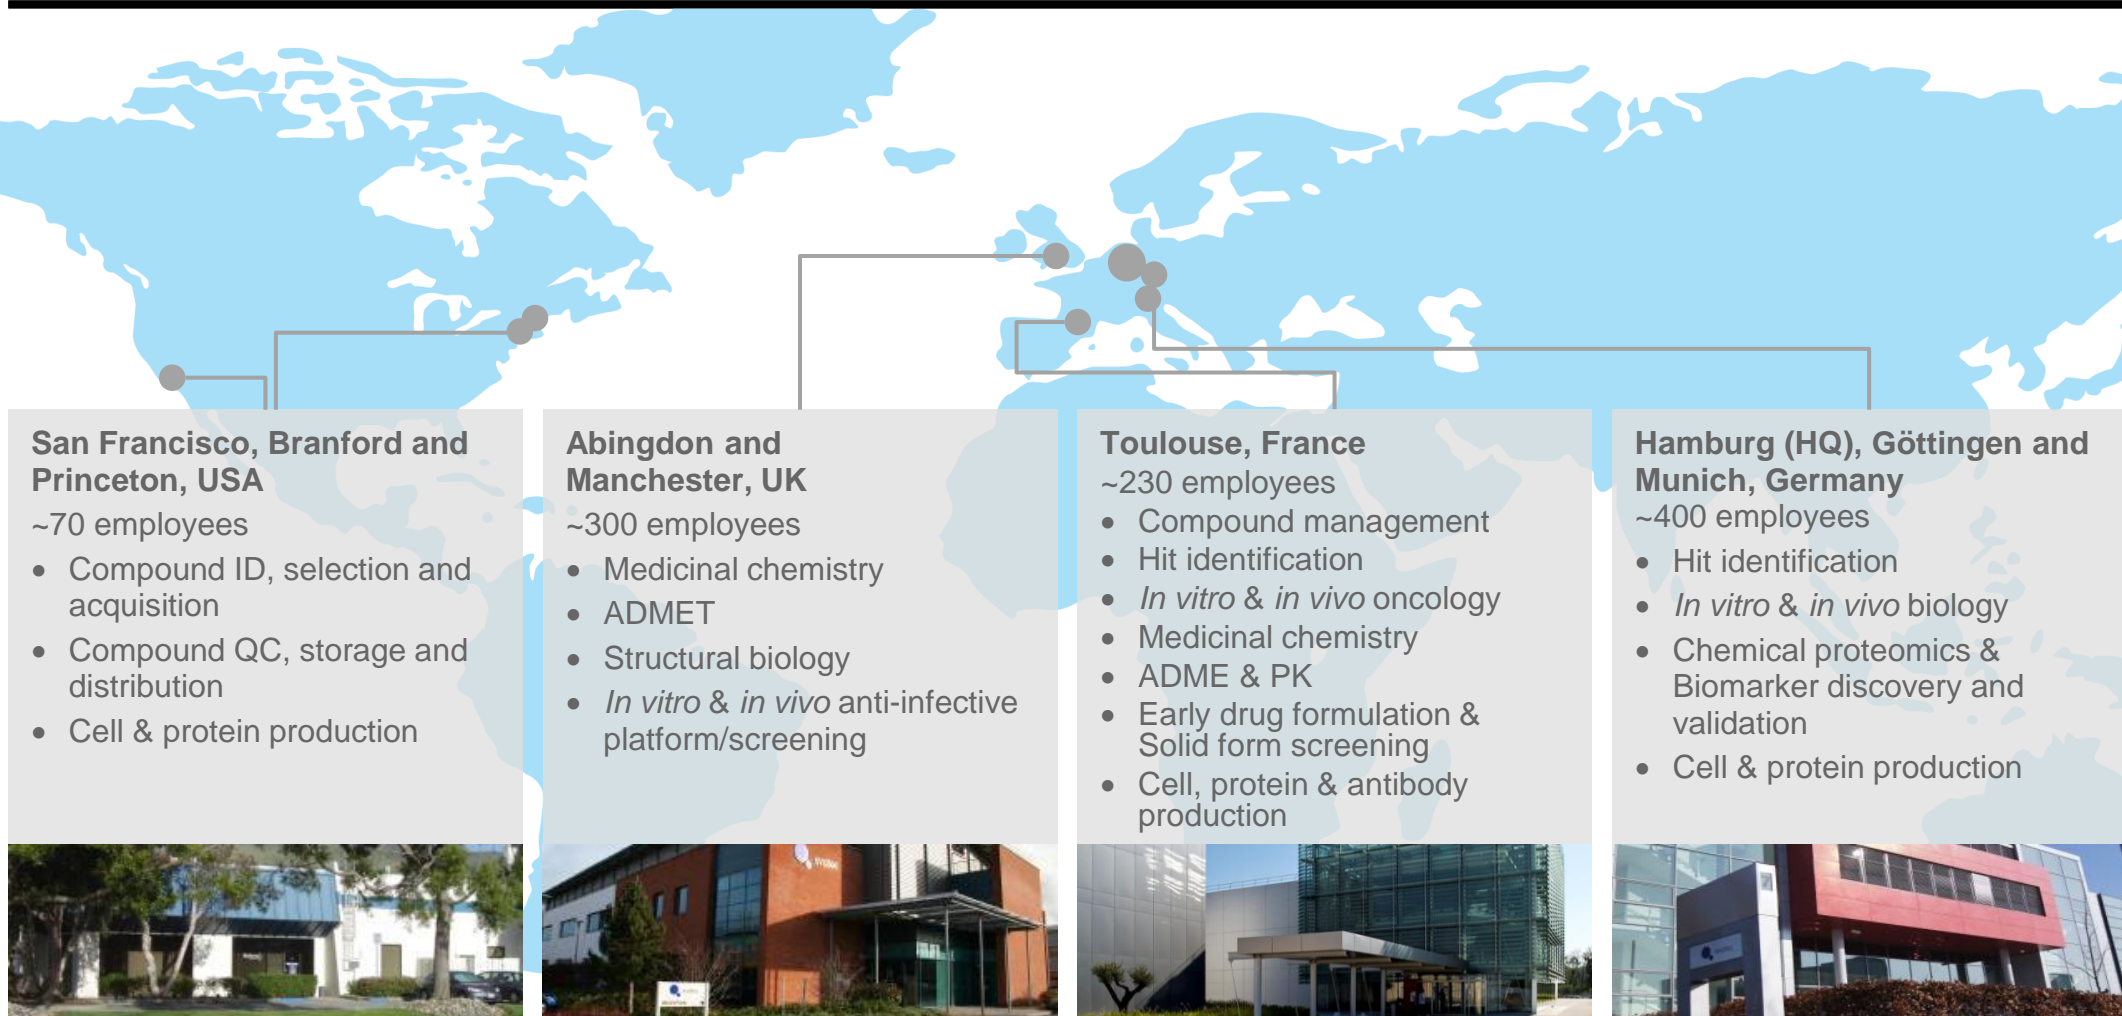 San Francisco, Branford and
Princeton, USA
~70 employees
• Compound ID, selection and
acquisition
• Compound QC, storage and
distribution
• Cell & protein production
Abingdon and
Manchester, UK
~300 employees
• Medicinal chemistry
• ADMET
• Structural biology
• In vitro & in vivo anti-infective
platform/screening
Toulouse, France
~230 employees
• Compound management
• Hit identification
• In vitro & in vivo oncology
• Medicinal chemistry
• ADME & PK
• Early drug formulation &
Solid form screening
• Cell, protein & antibody
production
Hamburg (HQ), Göttingen and
Munich, Germany
~400 employees
• Hit identification
• In vitro & in vivo biology
• Chemical proteomics &
Biomarker discovery and
validation
• Cell & protein production